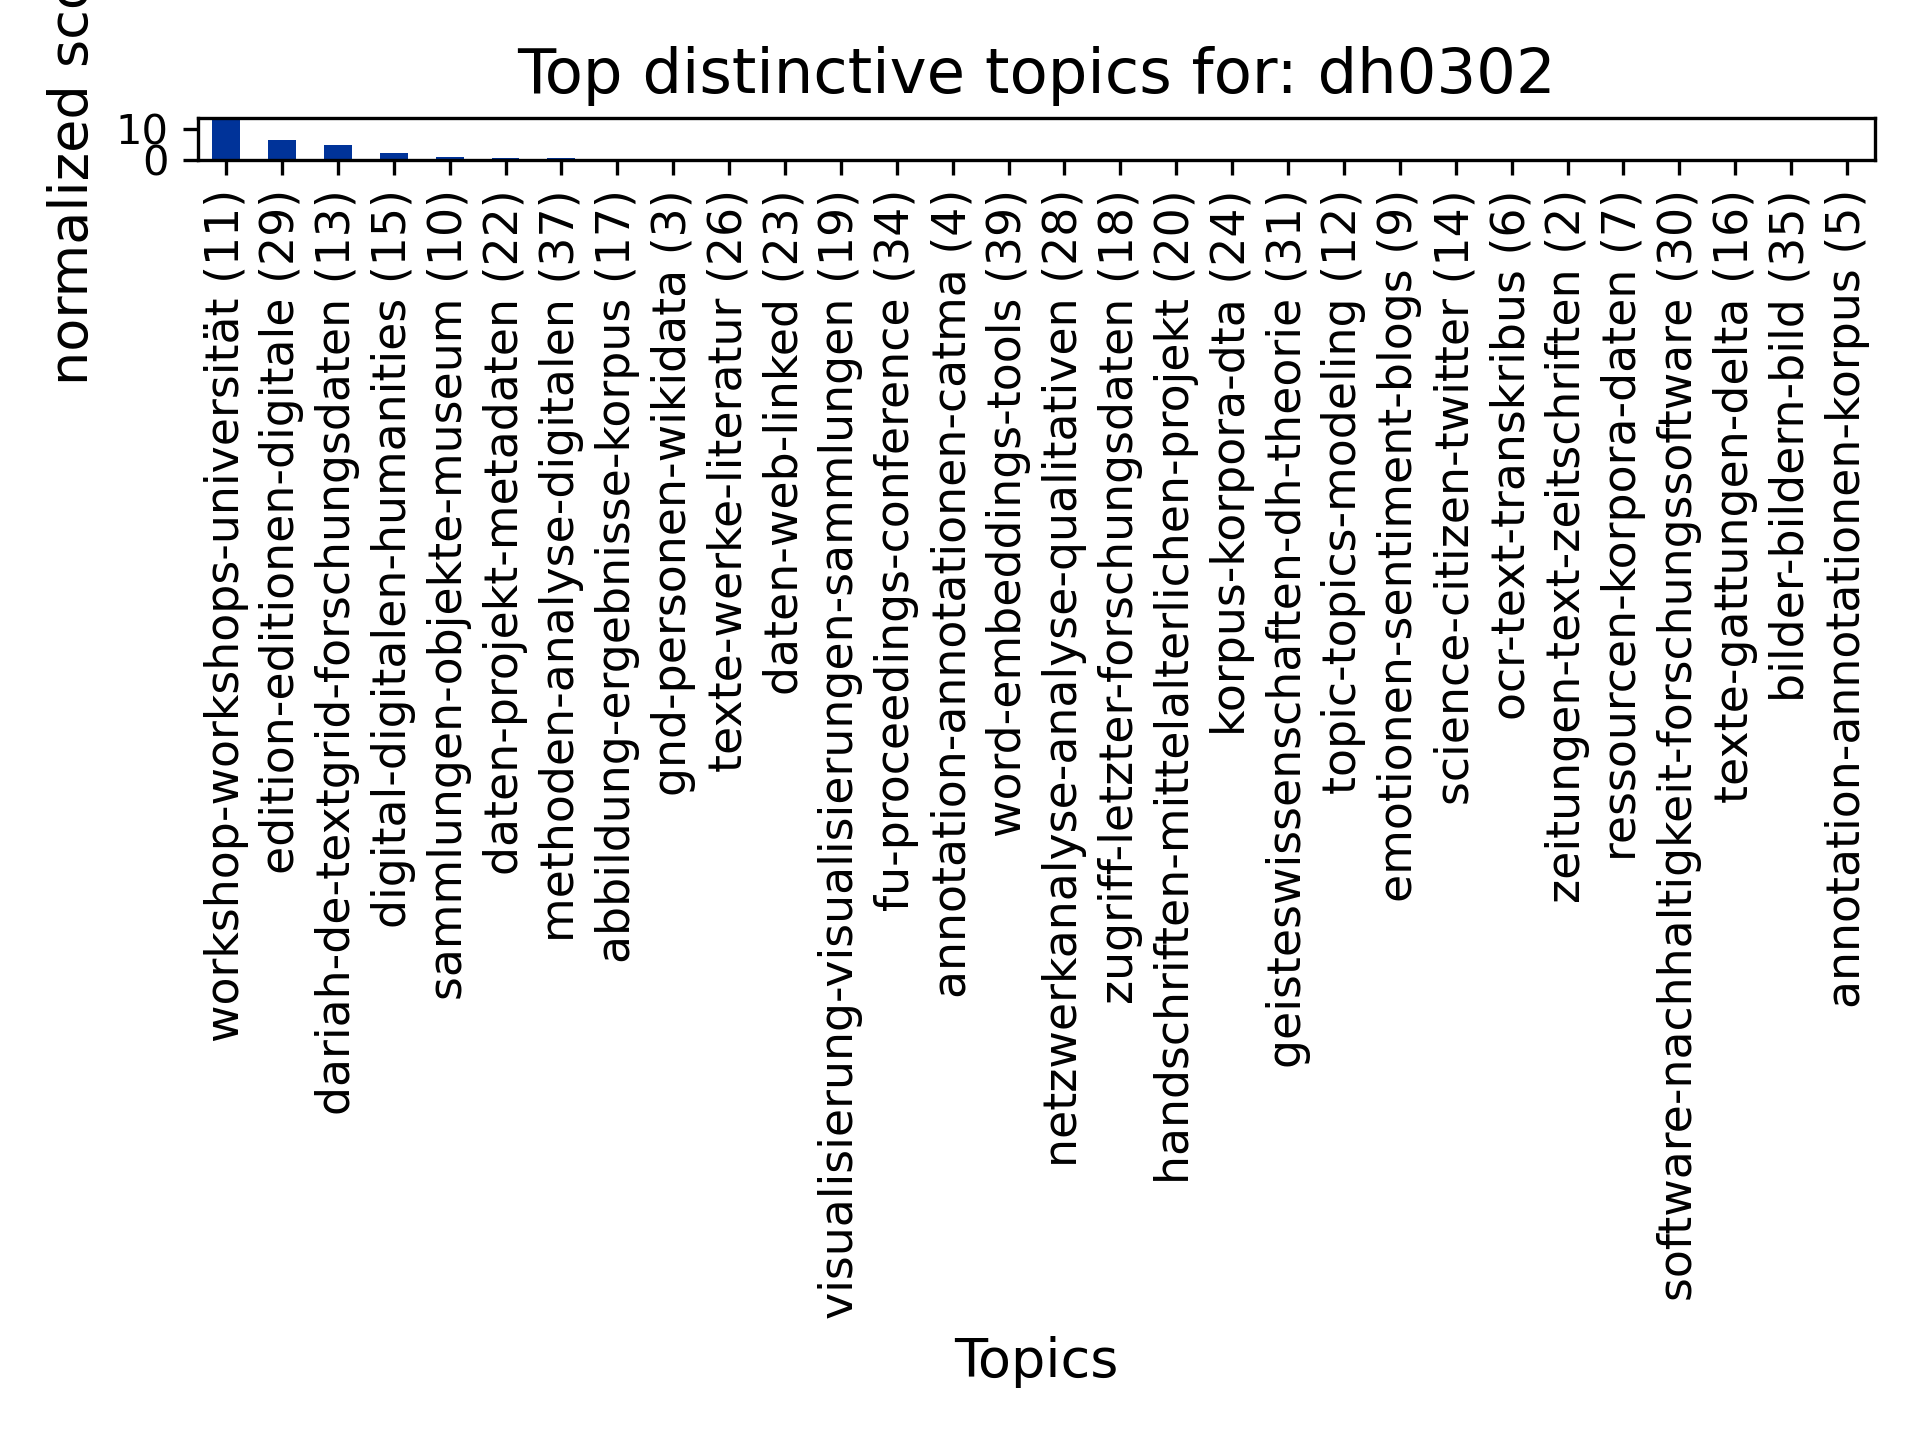 Top distinctive topics for: dh0302
normalized
10
0
workshop-workshops-universität (11)
edition-editionen-digitale (29)
dariah-de-textgrid-forschungsdaten (13)
digital-digitalen-humanities (15)
sammlungen-objekte-museum (10)
daten-projekt-metadaten (22)
methoden-analyse-digitalen (37)
abbildung-ergebnisse-korpus (17)
gnd-personen-wikidata (3)
texte-werke-literatur (26)
daten-web-linked (23)
visualisierung-visualisierungen-sammlungen (19)
fu-proceedings-conference (34)
annotation-annotationen-catma (4)
word-embeddings-tools (39)
netzwerkanalyse-analyse-qualitativen (28)
zugriff-letzter-forschungsdaten (18)
handschriften-mittelalterlichen-projekt (20)
korpus-korpora-dta (24)
geisteswissenschaften-dh-theorie (31)
topic-topics-modeling (12)
emotionen-sentiment-blogs (9)
science-citizen-twitter (14)
ocr-text-transkribus (6)
zeitungen-text-zeitschriften (2)
ressourcen-korpora-daten (7)
software-nachhaltigkeit-forschungssoftware (30)
texte-gattungen-delta (16)
bilder-bildern-bild (35)
annotation-annotationen-korpus (5)
Topics